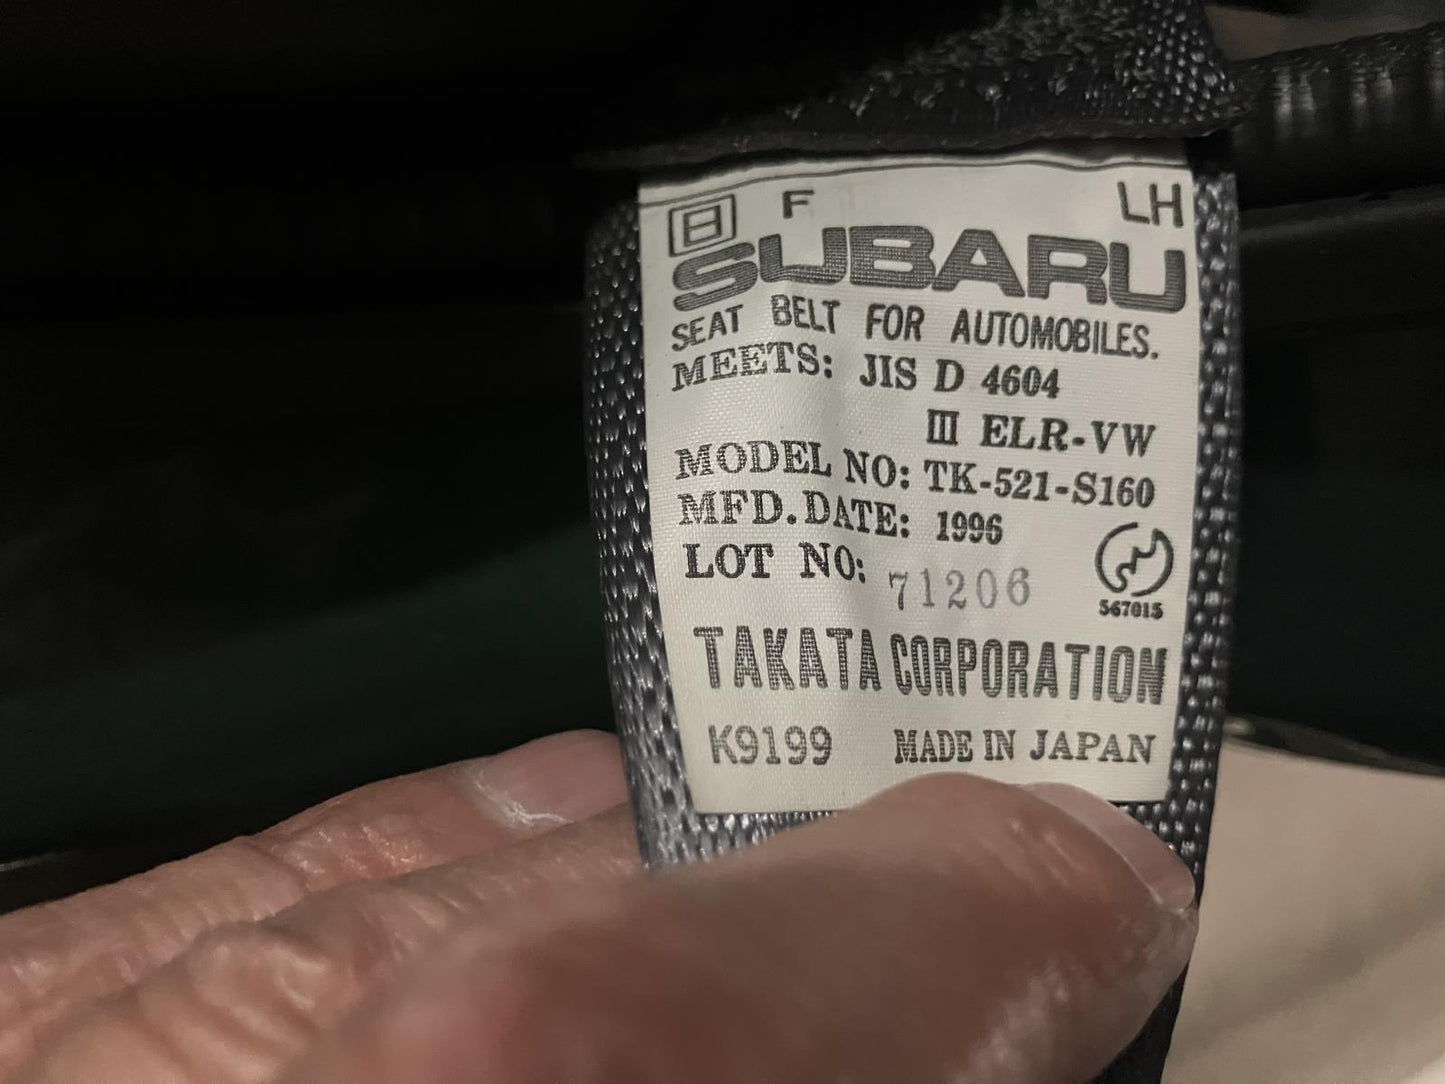 日 F LH
SUBARU
SEAT BELT FOR AUTOMOBILES.
MEETS: JIS D 4604
III ELR-VW
MODEL NO: TK-521-S160
MFD. DATE: 1996
LOT NO: 71206
567015
TAKATA CORPORATION
K9199 MADE IN JAPAN